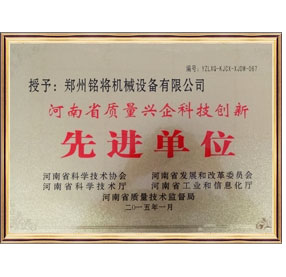 编号：YZLXQ-KJCX-XJDW-067
授予：郑州铭将机械设备有限公司
河南省质量兴企科技创新
先进单位
河南省科学技术协会 河南省发展和改革委员会
河南省科学技术厅 河南省工业和信息化厅
河南省质量技术监督局
二〇一五年一月